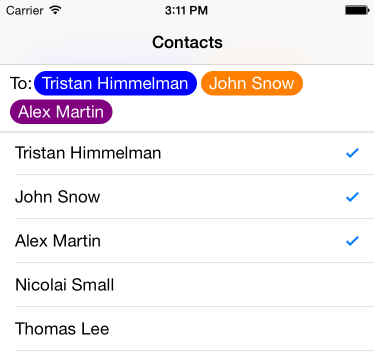 Carrier 3:11 PM
Contacts
To: Tristan Himmelman John Snow
Alex Martin
Tristan Himmelman
John Snow
Alex Martin
Nicolai Small
Thomas Lee